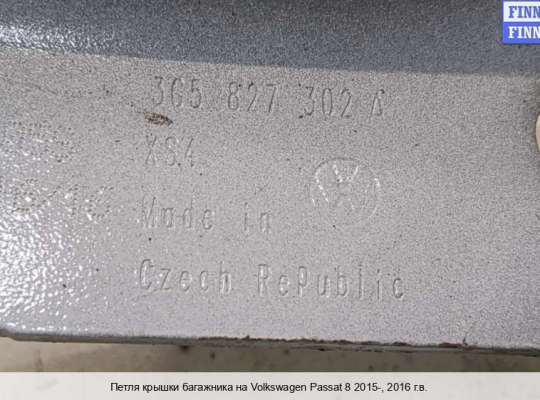 FINN
FINN
3G5 827 302 A
XS4
Made in
Czech RePublic
Петля крышки багажника на Volkswagen Passat 8 2015-, 2016 г.в.